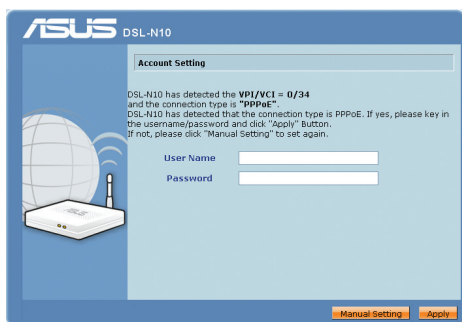 ASUS DSL-N10
Account Setting
DSL-N10 has detected the VPI/VCI = 0/34
and the connection type is "PPPoE".
DSL-N10 has detected that the connection type is PPPoE. If yes, please key in
the username/password and click "Apply" Button.
If not, please click "Manual Setting" to set again.
User Name
Password
ASUS
Manual Setting Apply